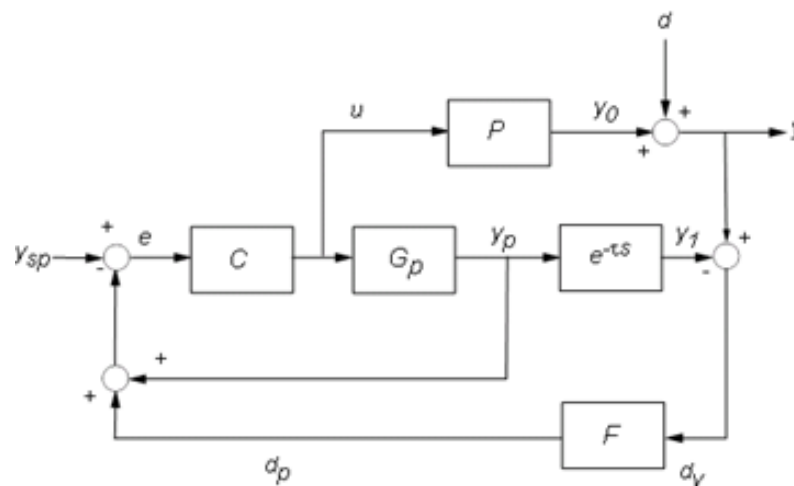 d
u
P
y0
+
+
ysp
+
-
e
C
Gp
yp
e-τs
y1
+
-
+
+
F
dp
dy